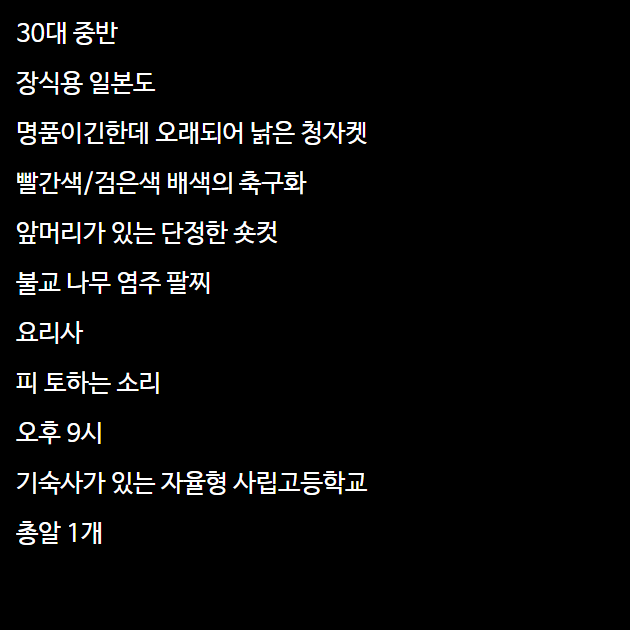 30대 중반
장식용 일본도
명품이긴한데 오래되어 낡은 청자켓
빨간색/검은색 배색의 축구화
앞머리가 있는 단정한 숏컷
불교 나무 염주 팔찌
요리사
피 토하는 소리
오후 9시
기숙사가 있는 자율형 사립고등학교
총알 1개